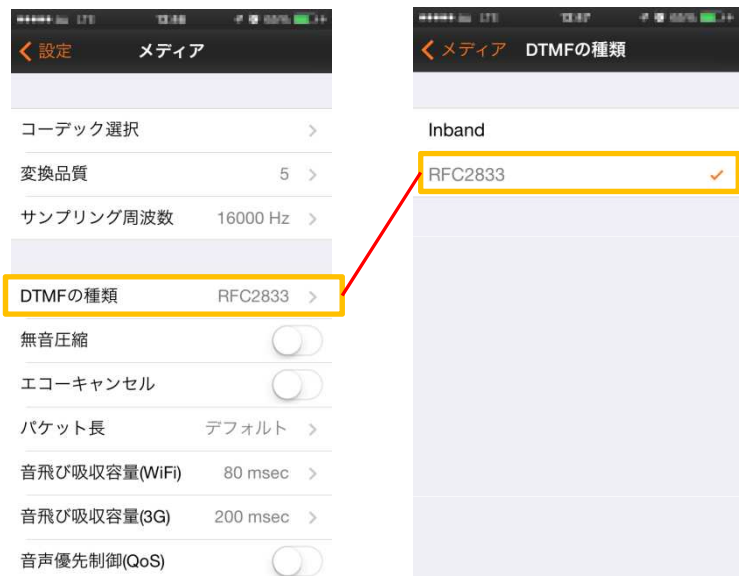 設定
メディア
コーデック選択
変換品質 5
サンプリング周波数 16000 Hz
DTMFの種類 RFC2833
無音圧縮
エコーキャンセル
パケット長 デフォルト
音飛び吸収容量(WiFi) 80 msec
音飛び吸収容量(3G) 200 msec
音声優先制御(QoS)
メディア
DTMFの種類
Inband
RFC2833